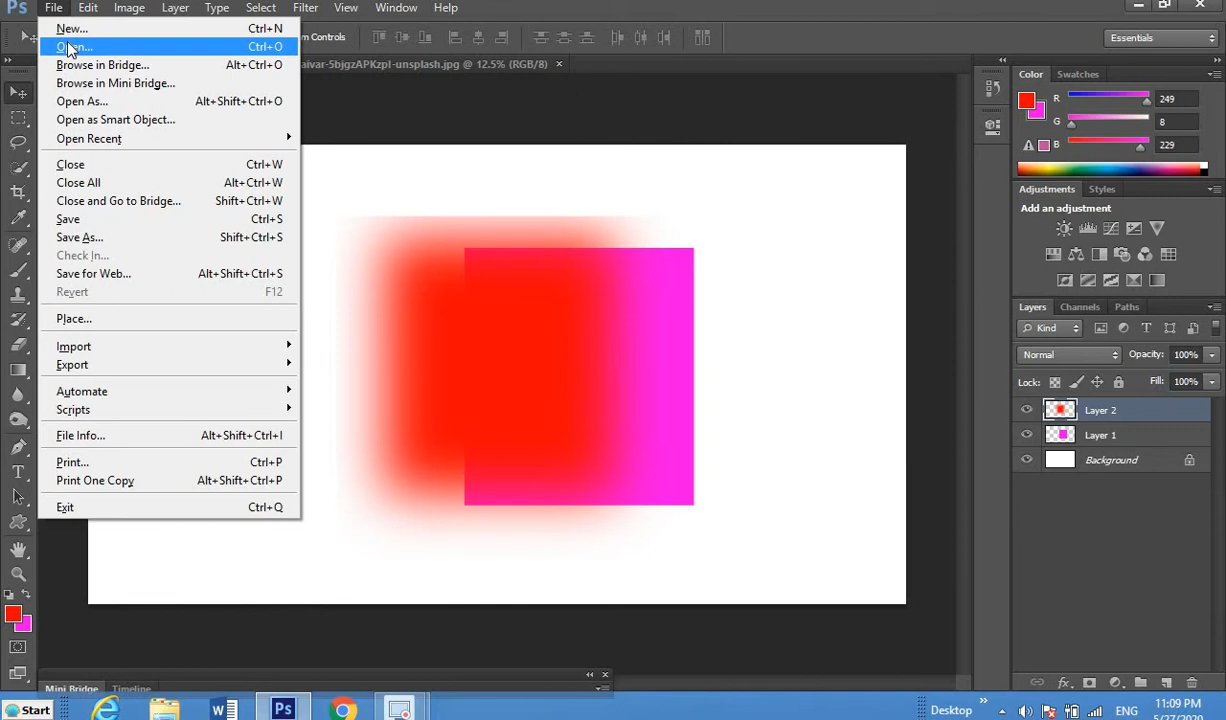 Ps File Edit Image Layer Type Select Filter View Window Help
m Controls Essentials
aivar-5bjgzAPKzpI-unsplash.jpg @ 12.5% (RGB/8) ×
New... Ctrl+N
Open... Ctrl+O
Browse in Bridge... Alt+Ctrl+O
Browse in Mini Bridge...
Open As... Alt+Shift+Ctrl+O
Open as Smart Object...
Open Recent
Close Ctrl+W
Close All Alt+Ctrl+W
Close and Go to Bridge... Shift+Ctrl+W
Save Ctrl+S
Save As... Shift+Ctrl+S
Check In...
Save for Web... Alt+Shift+Ctrl+S
Revert F12
Place...
Import
Export
Automate
Scripts
File Info... Alt+Shift+Ctrl+I
Print... Ctrl+P
Print One Copy Alt+Shift+Ctrl+P
Exit Ctrl+Q
Color Swatches
R 249
G 8
B 229
Adjustments Styles
Add an adjustment
Layers Channels Paths
Kind
Normal Opacity: 100%
Lock: Fill: 100%
Layer 2
Layer 1
Background
Mini Bridge Timeline
Start Desktop ENG 11:09 PM
5/27/2020